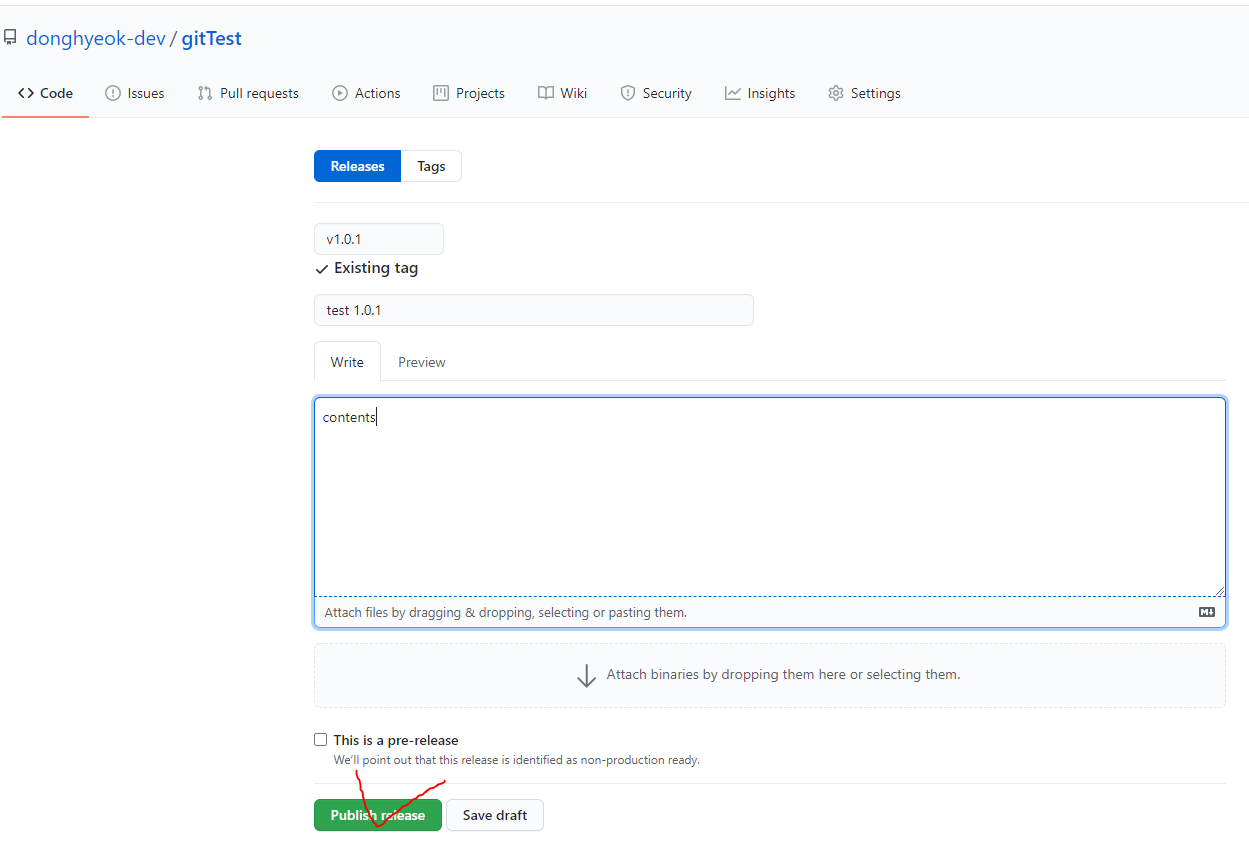 donghyeok-dev / gitTest
Code Issues Pull requests Actions Projects Wiki Security Insights Settings
Releases Tags
v1.0.1
Existing tag
test 1.0.1
Write Preview
contents
Attach files by dragging & dropping, selecting or pasting them.
Attach binaries by dropping them here or selecting them.
This is a pre-release
We'll point out that this release is identified as non-production ready.
Publish release Save draft